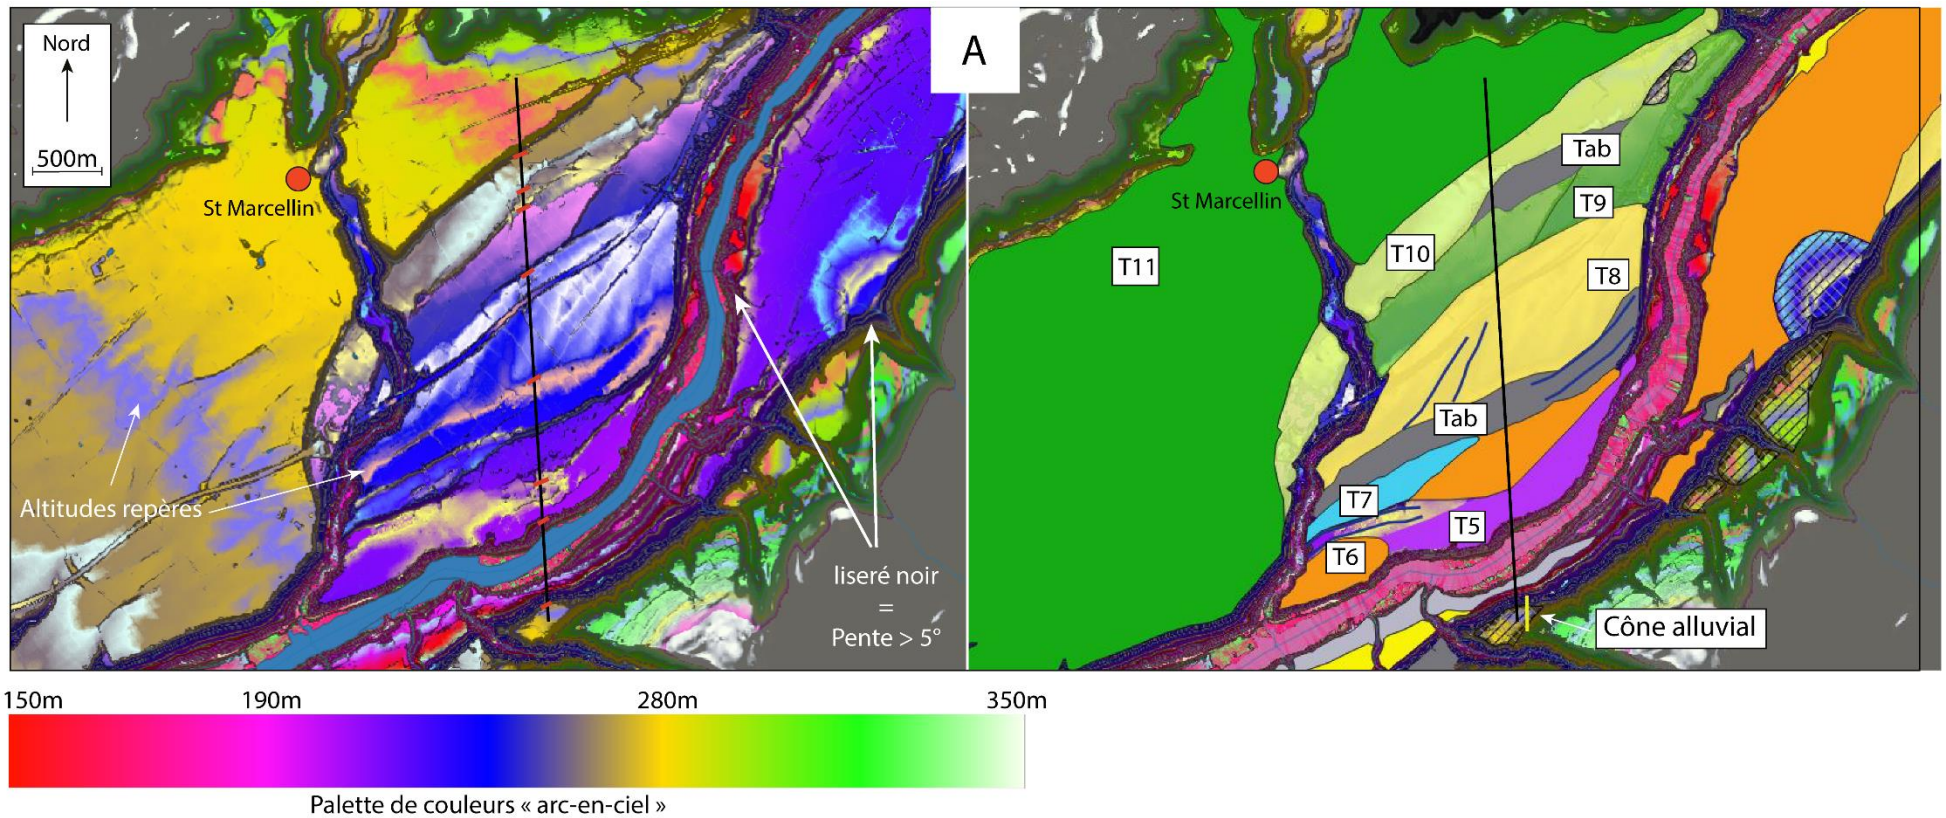 Nord
500m
St Marcellin
Altitudes repères
liseré noir
=
Pente > 5°
A
Tab
T9
St Marcellin
T10
T11
T8
Tab
T7
T5
T6
Cône alluvial
150m 190m 280m 350m
Palette de couleurs « arc-en-ciel »